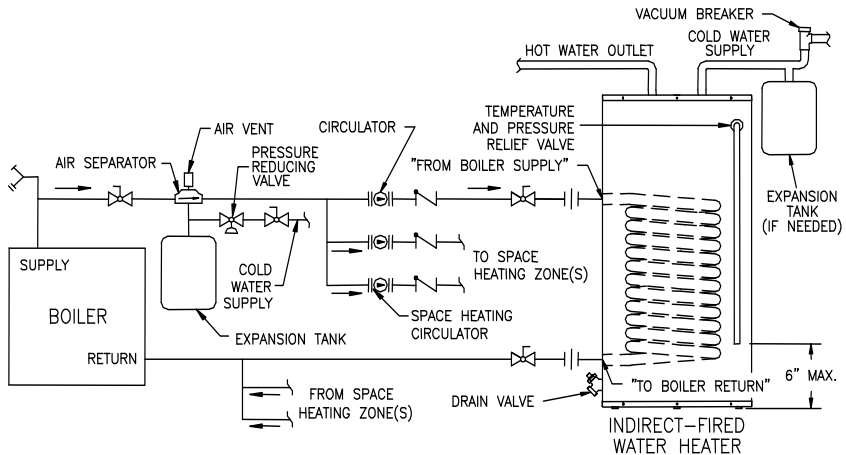 VACUUM BREAKER
COLD WATER
SUPPLY
HOT WATER OUTLET
TEMPERATURE
AND PRESSURE
RELIEF VALVE
AIR VENT
CIRCULATOR
AIR SEPARATOR
PRESSURE
REDUCING
VALVE
"FROM BOILER SUPPLY"
EXPANSION
TANK
(IF NEEDED)
SUPPLY
COLD
WATER
SUPPLY
TO SPACE
HEATING ZONE(S)
BOILER
SPACE HEATING
CIRCULATOR
EXPANSION TANK
RETURN
6" MAX.
"TO BOILER RETURN"
FROM SPACE
HEATING ZONE(S)
DRAIN VALVE
INDIRECT-FIRED
WATER HEATER